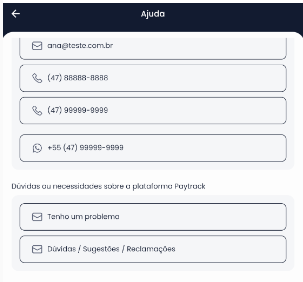 Ajuda
ana@teste.com.br
(47) 88888-8888
(47) 99999-9999
+55 (47) 99999-9999
Dúvidas ou necessidades sobre a plataforma Paytrack
Tenho um problema
Dúvidas / Sugestões / Reclamações